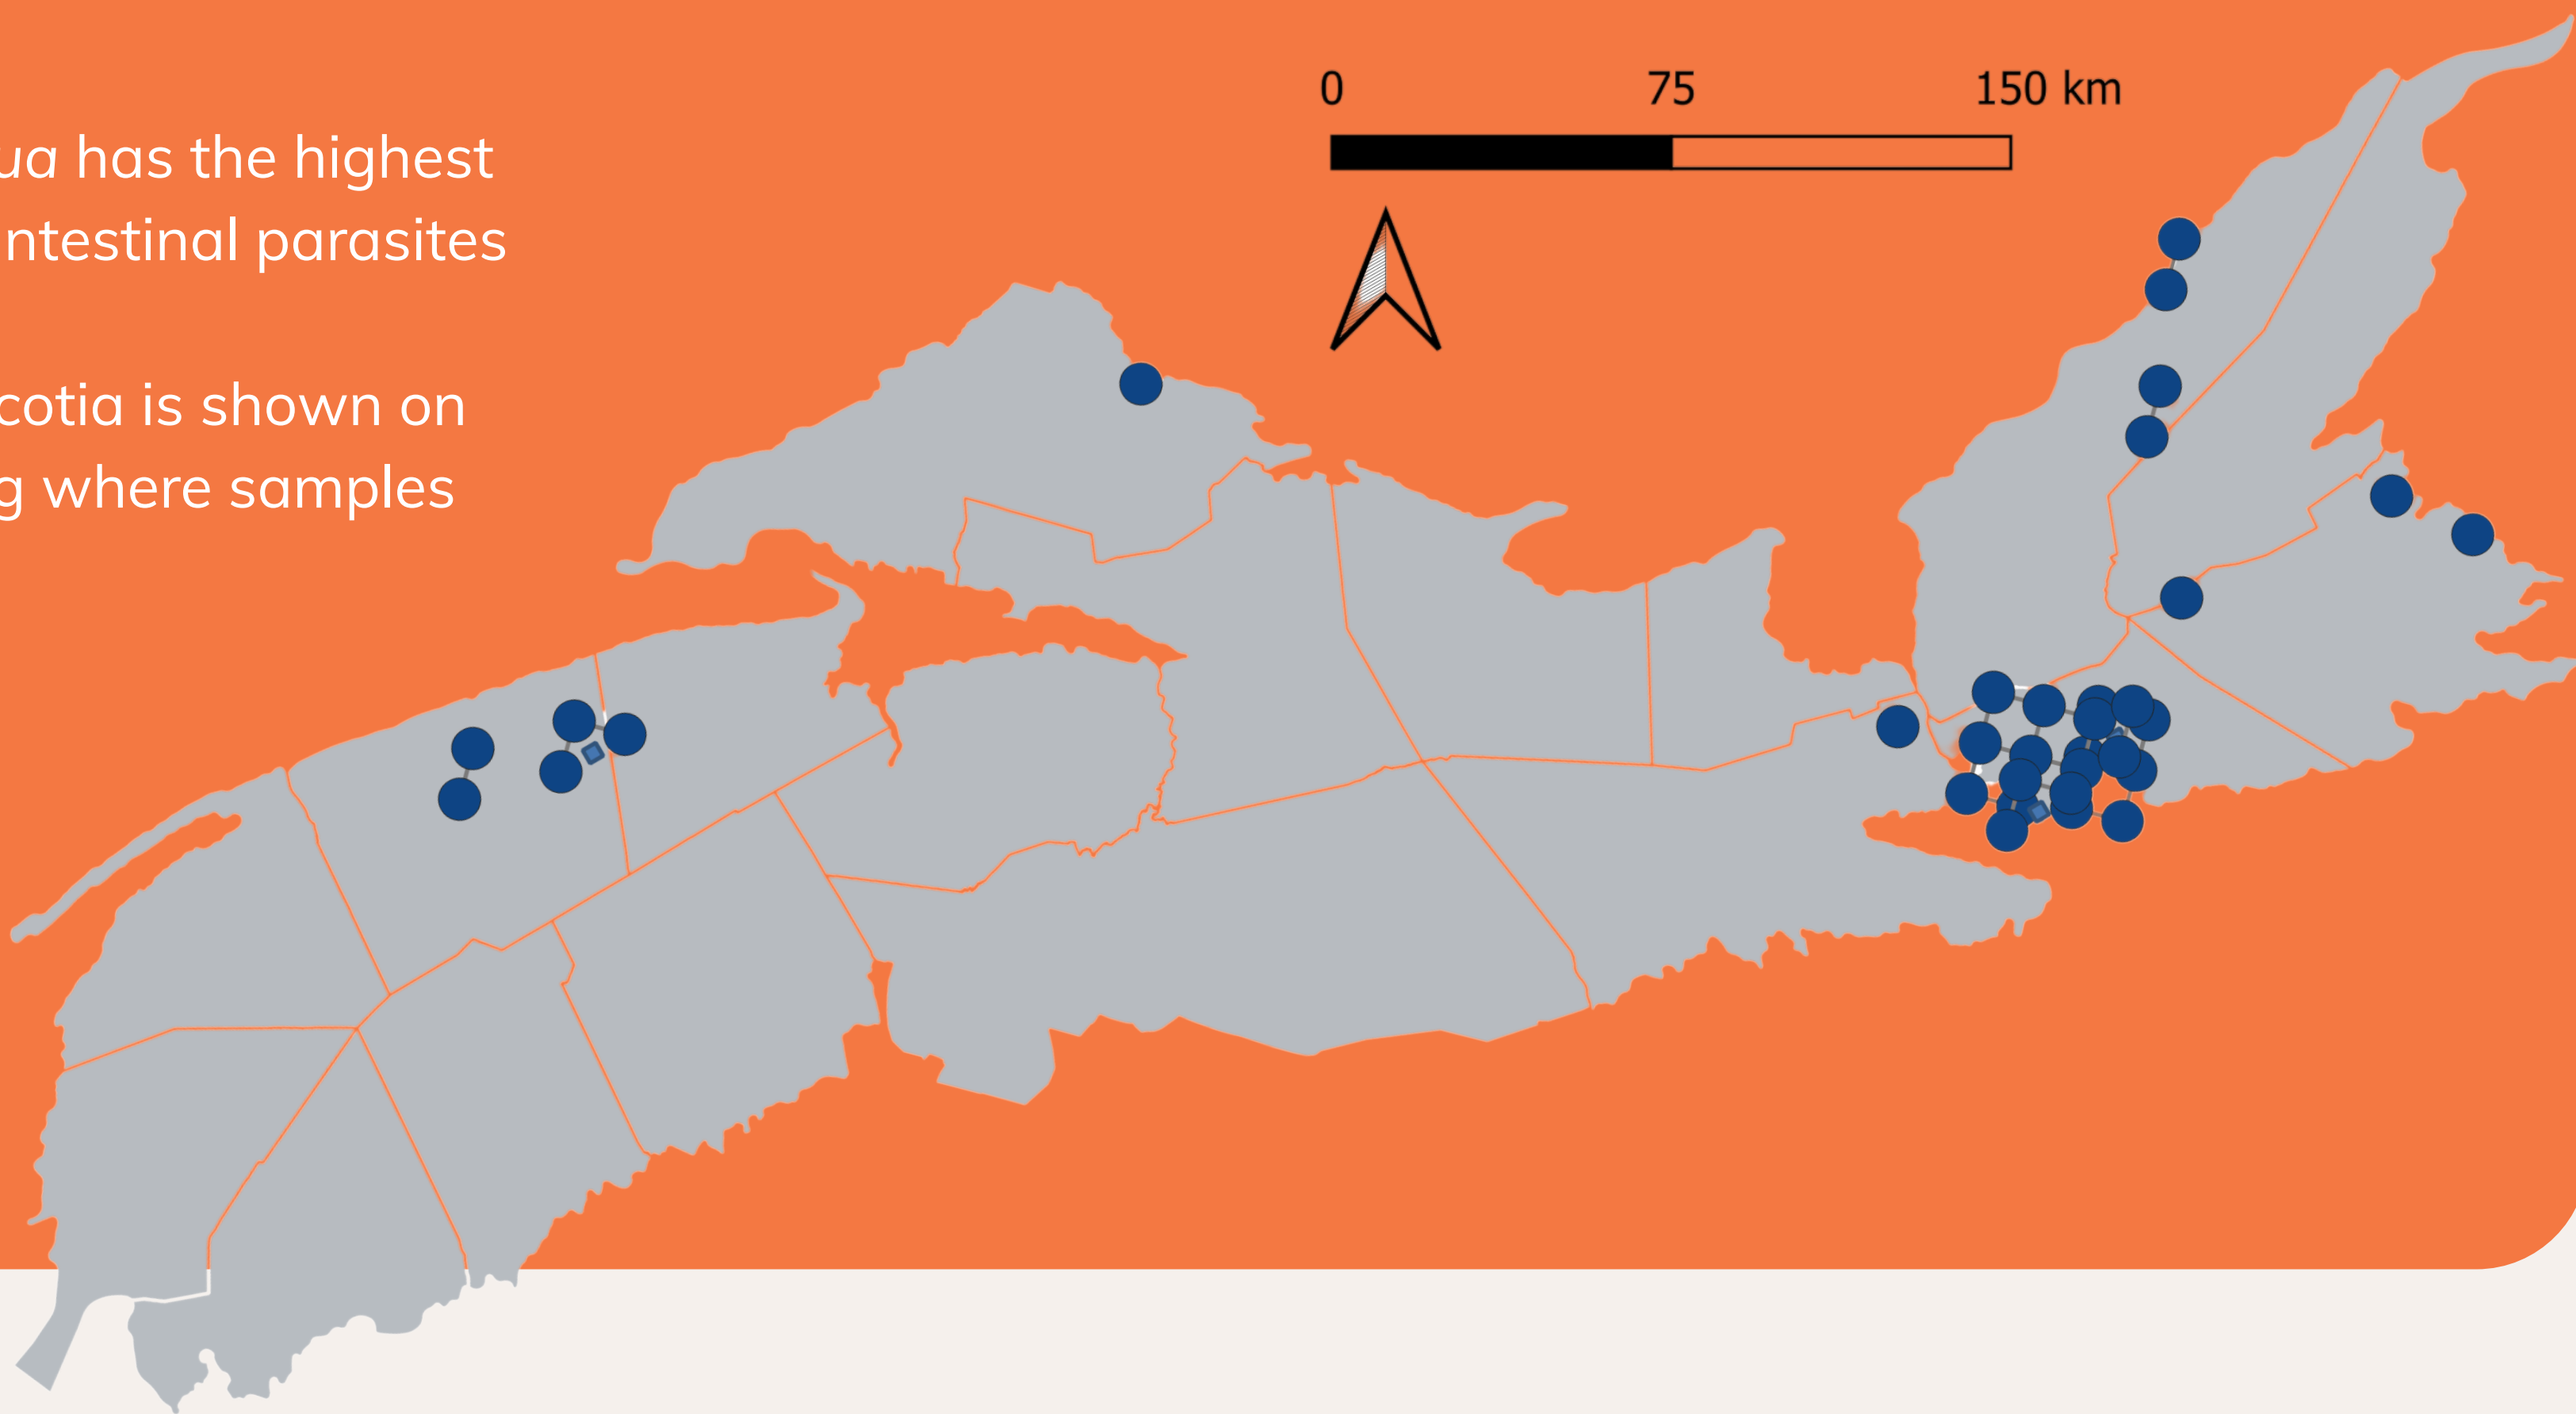 0 75 150 km
ua has the highest
ntestinal parasites
cotia is shown on
g where samples